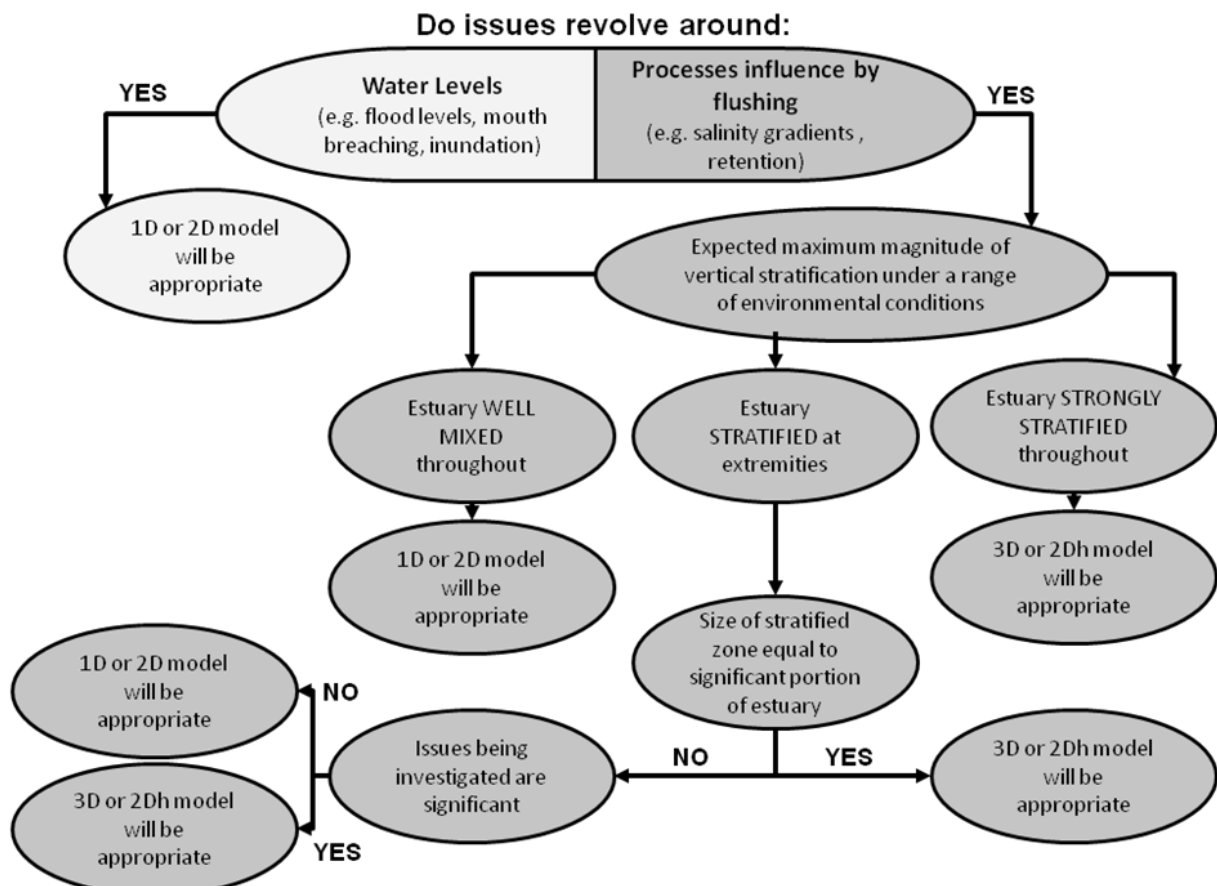 Do issues revolve around:
Water Levels
(e.g. flood levels, mouth
breaching, inundation)
Processes influence by
flushing
(e.g. salinity gradients ,
retention)
YES
YES
1D or 2D model
will be
appropriate
Expected maximum magnitude of
vertical stratification under a range
of environmental conditions
Estuary WELL
MIXED
throughout
Estuary
STRATIFIED at
extremities
Estuary STRONGLY
STRATIFIED
throughout
1D or 2D model
will be
appropriate
3D or 2Dh model
will be
appropriate
Size of stratified
zone equal to
significant portion
of estuary
NO
YES
3D or 2Dh model
will be
appropriate
Issues being
investigated are
significant
NO
1D or 2D model
will be
appropriate
YES
3D or 2Dh model
will be
appropriate